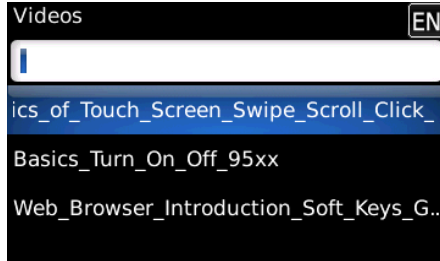 Videos EN
ics_of_Touch_Screen_Swipe_Scroll_Click_
Basics_Turn_On_Off_95xx
Web_Browser_Introduction_Soft_Keys_G..